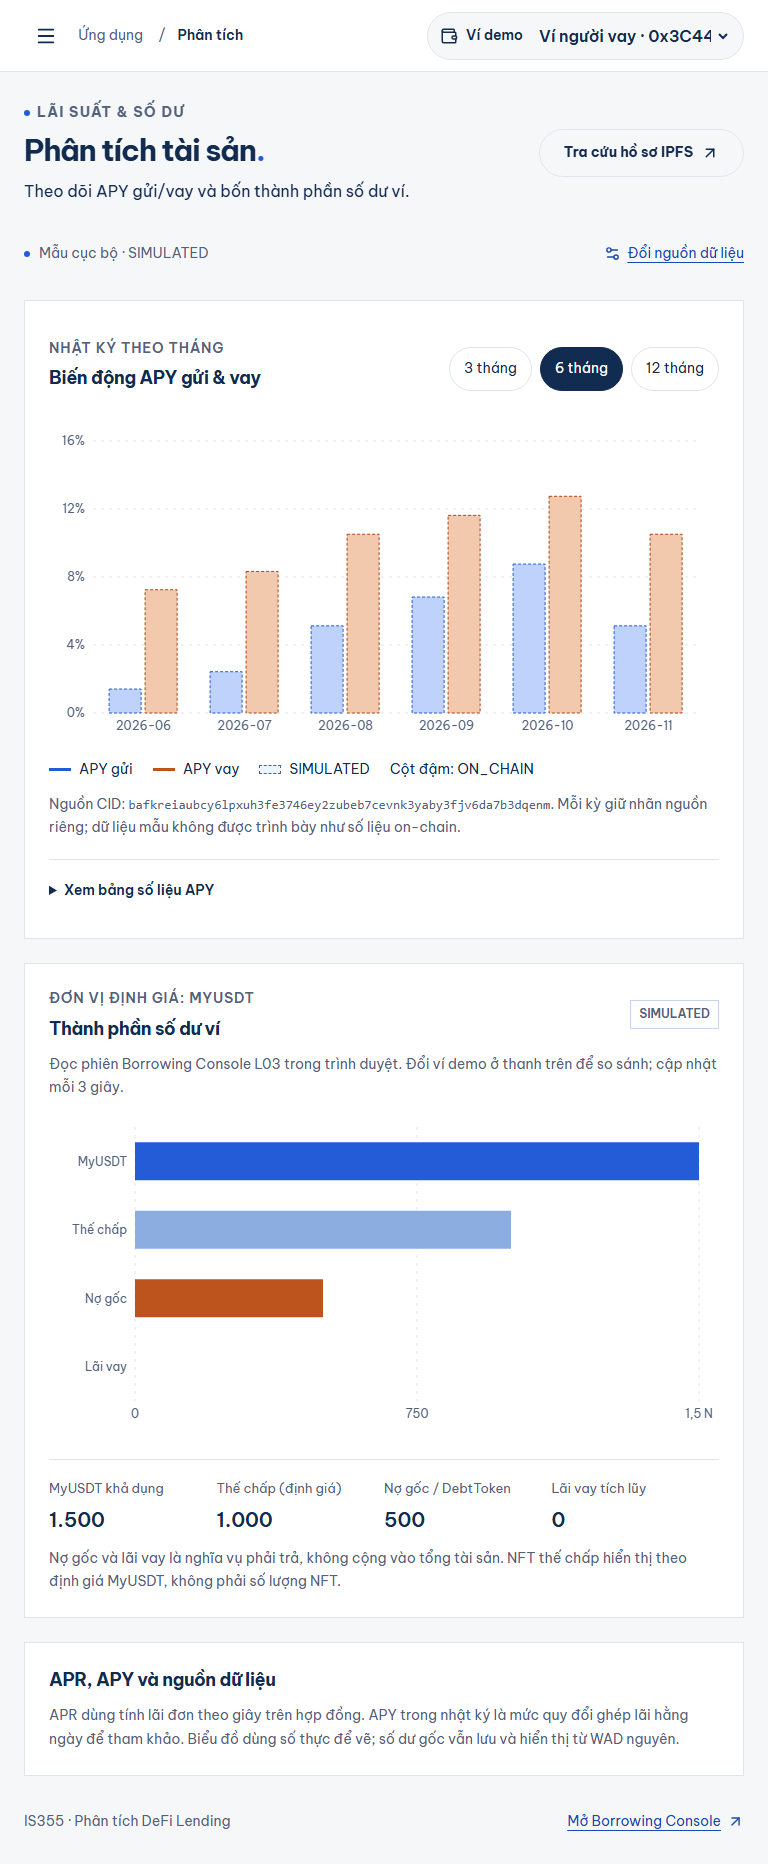 Ứng dụng / Phân tích
Ví demo Ví người vay · 0x3C44
LÃI SUẤT & SỐ DƯ
Phân tích tài sản.
Tra cứu hồ sơ IPFS
Theo dõi APY gửi/vay và bốn thành phần số dư ví.
Mẫu cục bộ · SIMULATED
Đổi nguồn dữ liệu
NHẬT KÝ THEO THÁNG
Biến động APY gửi & vay
3 tháng 6 tháng 12 tháng
16%
12%
8%
4%
0%
2026-06 2026-07 2026-08 2026-09 2026-10 2026-11
APY gửi APY vay SIMULATED Cột đậm: ON_CHAIN
Nguồn CID: bafkreiaubcy6lpxuh3fe3746ey2zubeb7cevnk3yaby3fjv6da7b3dqenm. Mỗi kỳ giữ nhãn nguồn
riêng; dữ liệu mẫu không được trình bày như số liệu on-chain.
Xem bảng số liệu APY
ĐƠN VỊ ĐỊNH GIÁ: MYUSDT
Thành phần số dư ví
SIMULATED
Đọc phiên Borrowing Console L03 trong trình duyệt. Đổi ví demo ở thanh trên để so sánh; cập nhật
mỗi 3 giây.
MyUSDT
Thế chấp
Nợ gốc
Lãi vay
0 750 1,5 N
MyUSDT khả dụng Thế chấp (định giá) Nợ gốc / DebtToken Lãi vay tích lũy
1.500 1.000 500 0
Nợ gốc và lãi vay là nghĩa vụ phải trả, không cộng vào tổng tài sản. NFT thế chấp hiển thị theo
định giá MyUSDT, không phải số lượng NFT.
APR, APY và nguồn dữ liệu
APR dùng tính lãi đơn theo giây trên hợp đồng. APY trong nhật ký là mức quy đổi ghép lãi hằng
ngày để tham khảo. Biểu đồ dùng số thực để vẽ; số dư gốc vẫn lưu và hiển thị từ WAD nguyên.
IS355 · Phân tích DeFi Lending
Mở Borrowing Console